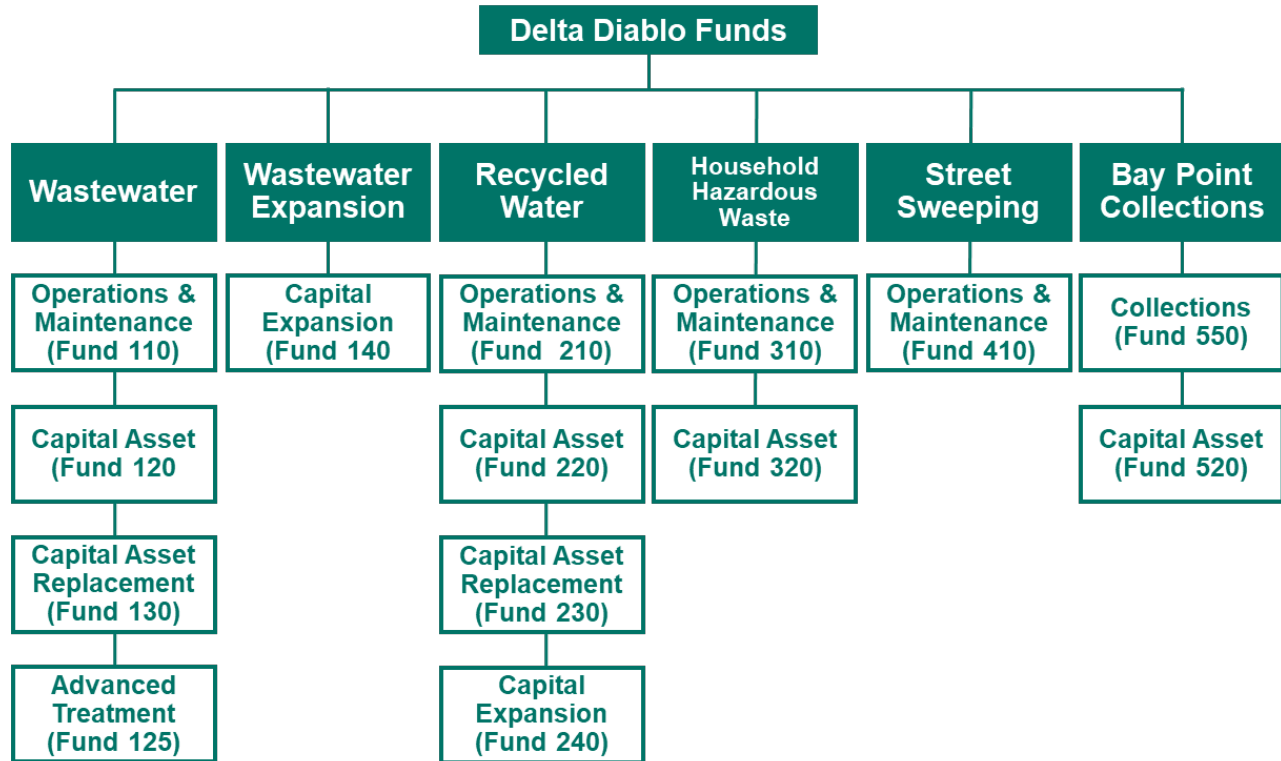 Delta Diablo Funds
Wastewater
Wastewater
Expansion
Recycled
Water
Household
Hazardous
Waste
Street
Sweeping
Bay Point
Collections
Operations &
Maintenance
(Fund 110)
Capital
Expansion
(Fund 140
Operations &
Maintenance
(Fund 210)
Operations &
Maintenance
(Fund 310)
Operations &
Maintenance
(Fund 410)
Collections
(Fund 550)
Capital Asset
(Fund 120
Capital Asset
(Fund 220)
Capital Asset
(Fund 320)
Capital Asset
(Fund 520)
Capital Asset
Replacement
(Fund 130)
Capital Asset
Replacement
(Fund 230)
Advanced
Treatment
(Fund 125)
Capital
Expansion
(Fund 240)